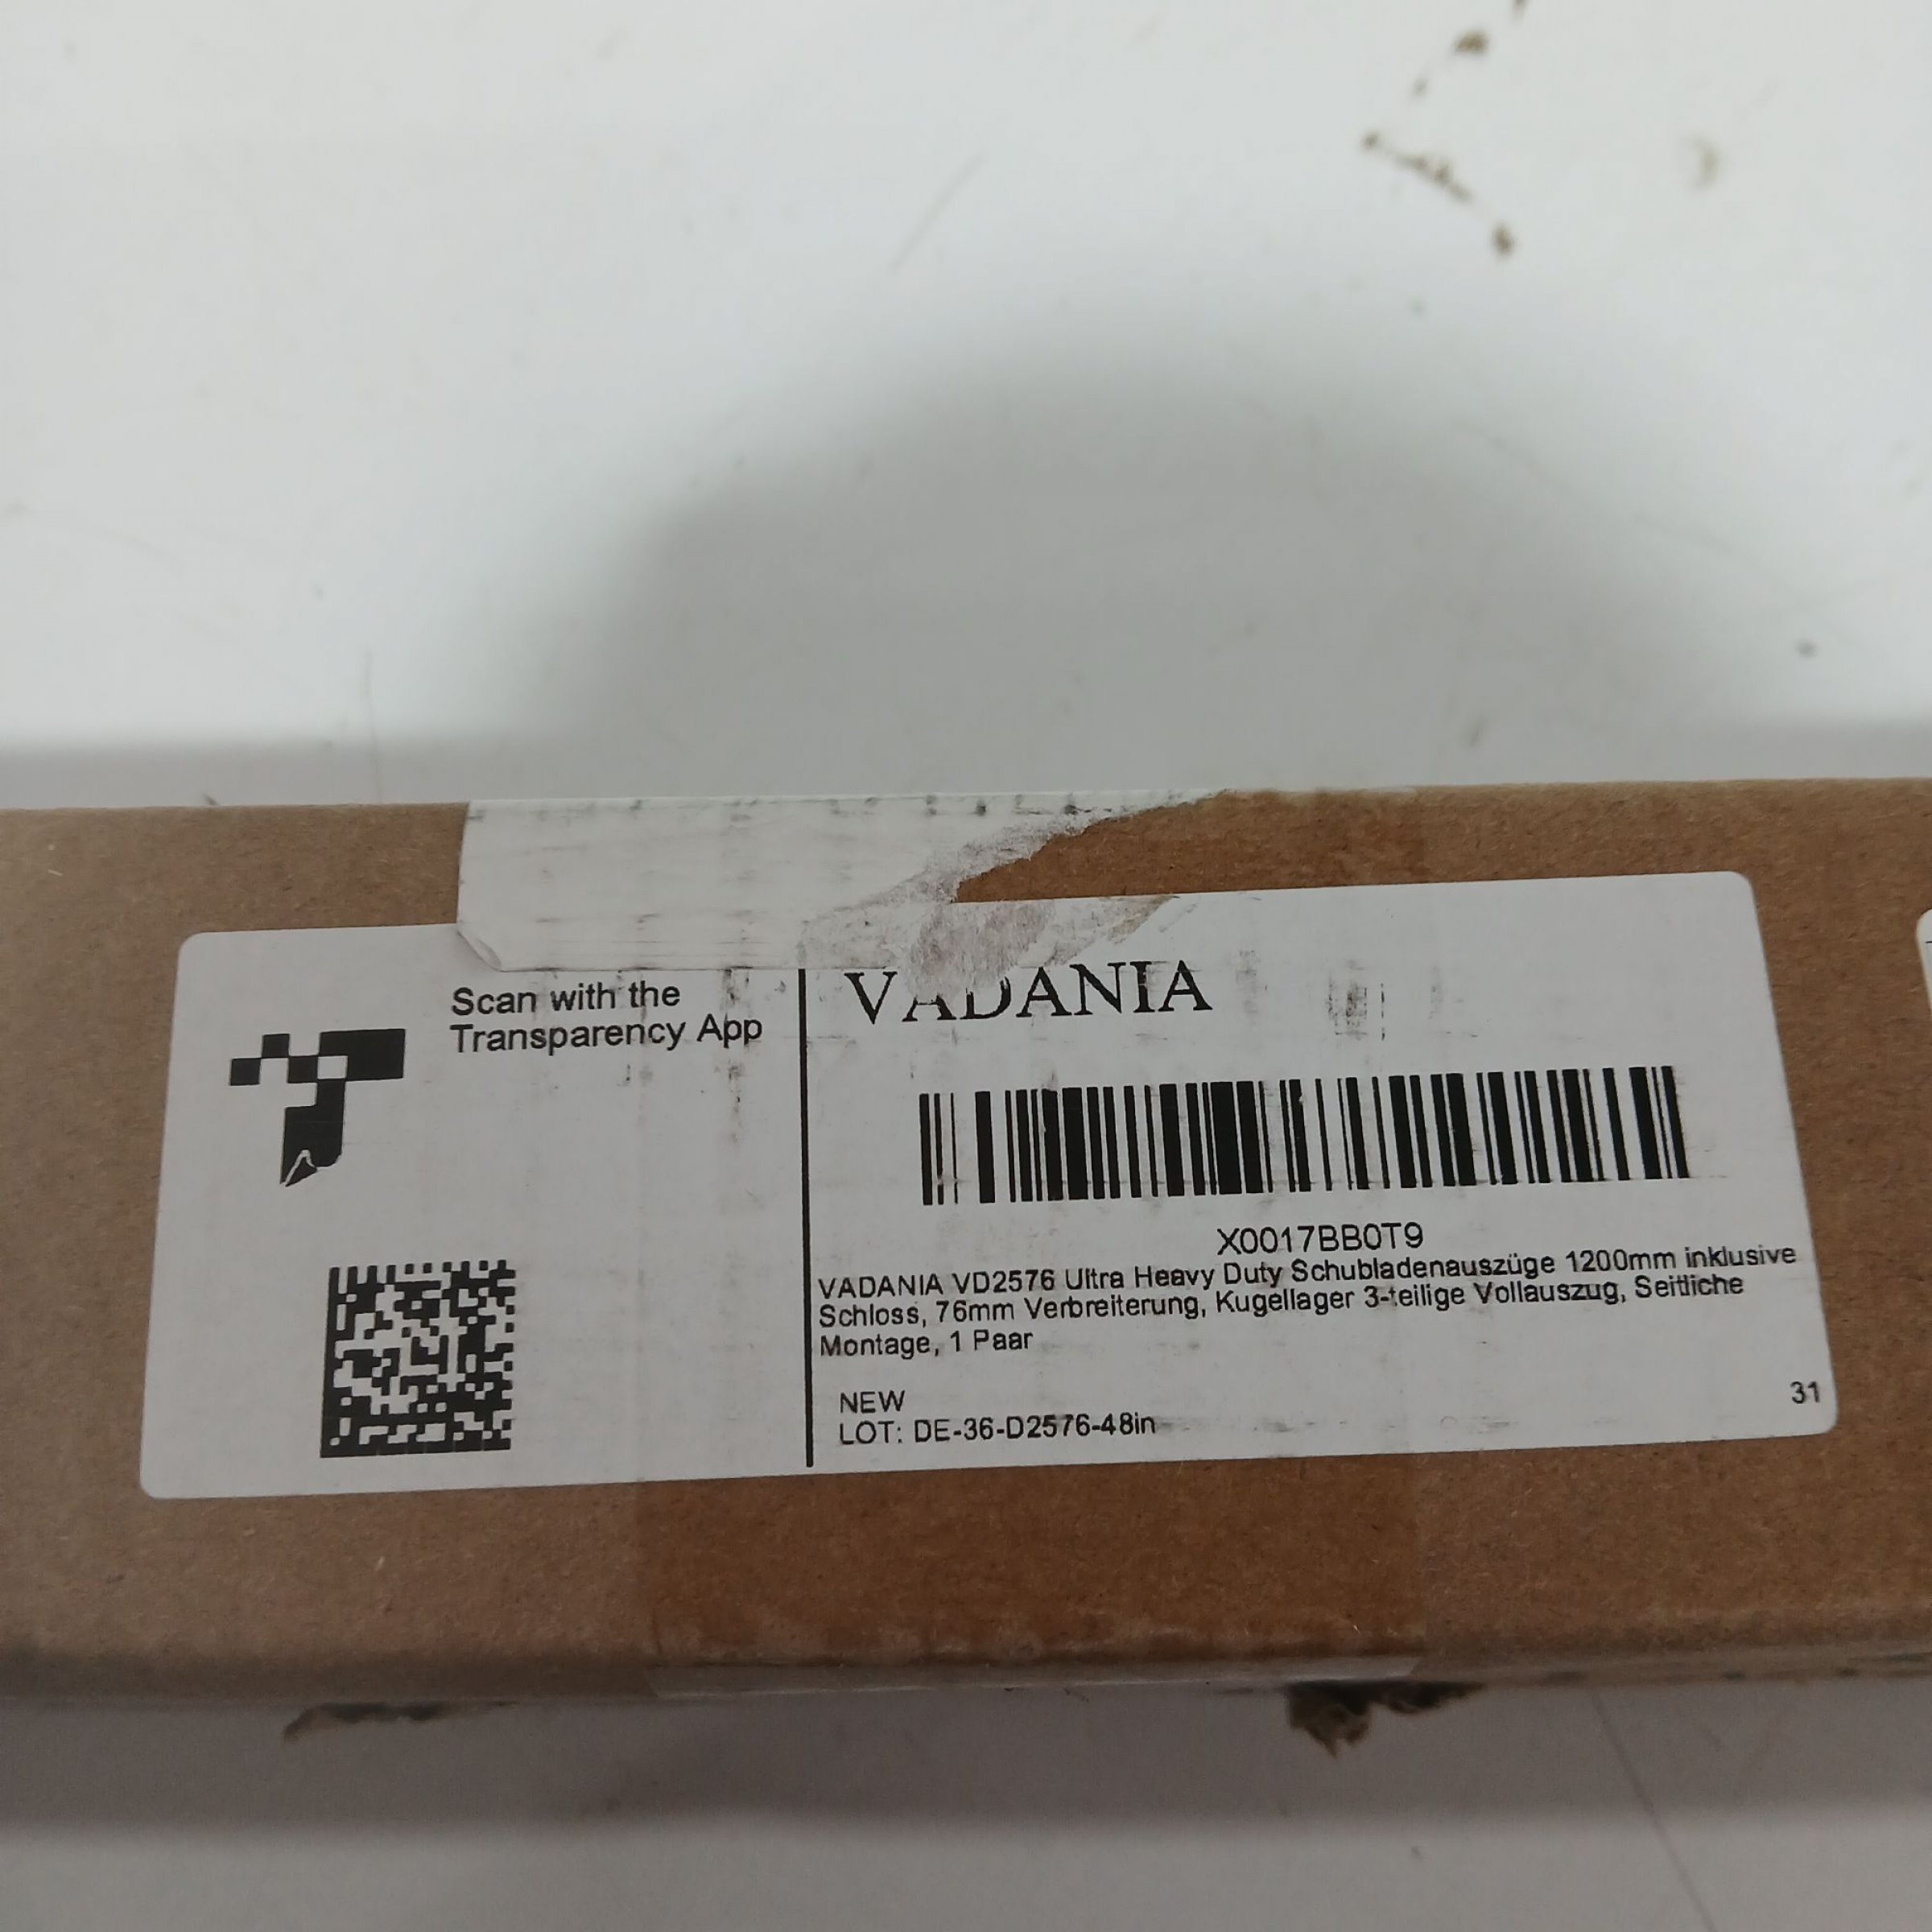 Scan with the
Transparency App
VADANIA
X0017BB0T9
VADANIA VD2576 Ultra Heavy Duty Schubladenauszüge 1200mm inklusive
Schloss, 76mm Verbreiterung, Kugellager 3-teilige Vollauszug, Seitliche
Montage, 1 Paar
NEW
LOT: DE-36-D2576-48in
31